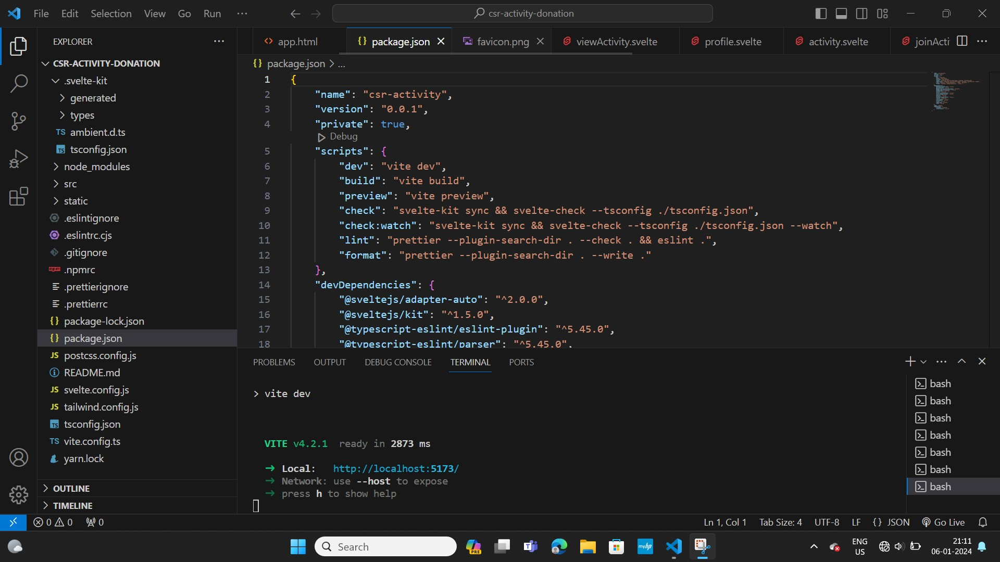 File Edit Selection View Go Run ··· csr-activity-donation
EXPLORER
app.html package.json favicon.png viewActivity.svelte profile.svelte activity.svelte joinActi
CSR-ACTIVITY-DONATION
.svelte-kit
generated
types
TS ambient.d.ts
TS tsconfig.json
node_modules
src
static
.eslintignore
.eslintrc.cjs
.gitignore
npm .npmrc
.prettierignore
.prettierrc
{} package-lock.json
{} package.json
JS postcss.config.js
README.md
JS svelte.config.js
JS tailwind.config.js
TS tsconfig.json
TS vite.config.ts
yarn.lock
OUTLINE
TIMELINE
{} package.json > ...
1 {
2 "name": "csr-activity",
3 "version": "0.0.1",
4 "private": true,
Debug
5 "scripts": {
6 "dev": "vite dev",
7 "build": "vite build",
8 "preview": "vite preview",
9 "check": "svelte-kit sync && svelte-check --tsconfig ./tsconfig.json",
10 "check:watch": "svelte-kit sync && svelte-check --tsconfig ./tsconfig.json --watch",
11 "lint": "prettier --plugin-search-dir . --check . && eslint .",
12 "format": "prettier --plugin-search-dir . --write ."
13 },
14 "devDependencies": {
15 "@sveltejs/adapter-auto": "^2.0.0",
16 "@sveltejs/kit": "^1.5.0",
17 "@typescript-eslint/eslint-plugin": "^5.45.0",
18 "@typescript-eslint/parser": "^5.45.0",
PROBLEMS OUTPUT DEBUG CONSOLE TERMINAL PORTS
> vite dev
VITE v4.2.1 ready in 2873 ms
➜ Local: http://localhost:5173/
➜ Network: use --host to expose
➜ press h to show help
bash
bash
bash
bash
bash
bash
bash
0 0 0 Ln 1, Col 1 Tab Size: 4 UTF-8 LF {} JSON Go Live
Search PRE myhp ENG US 21:11
06-01-2024